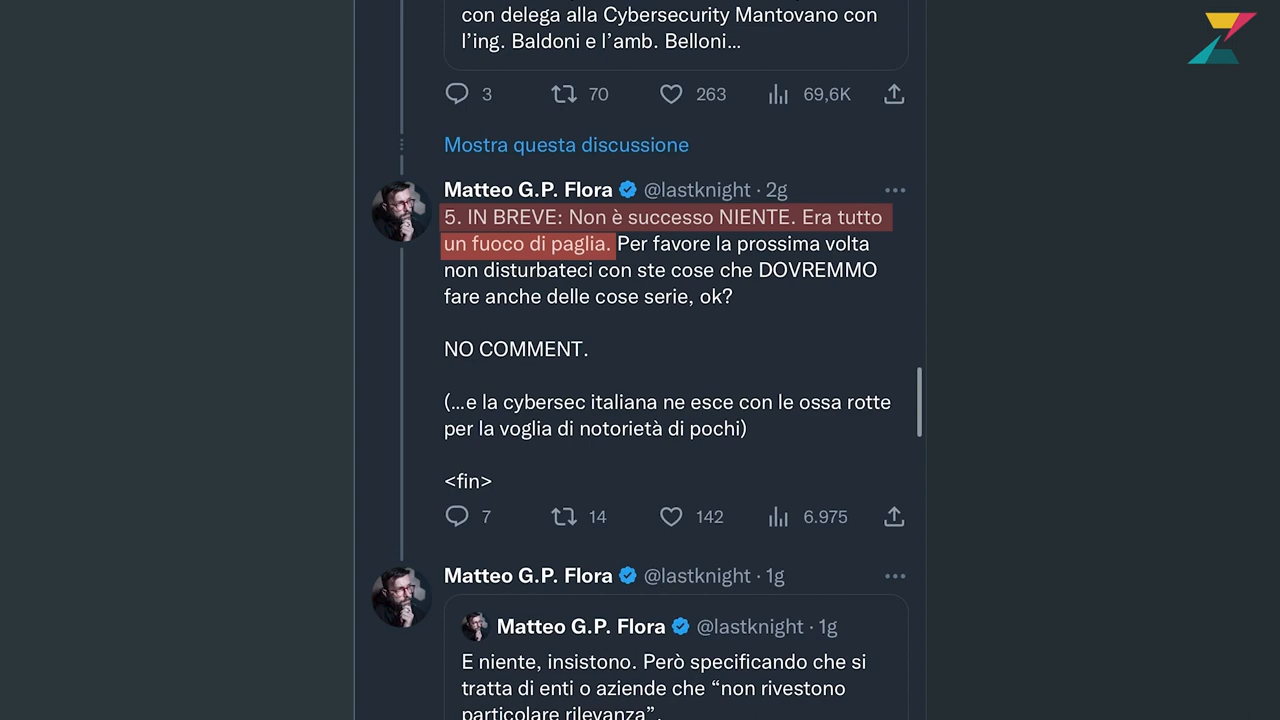 con delega alla Cybersecurity Mantovano con
l’ing. Baldoni e l’amb. Belloni...
3 70 263 69,6K
Mostra questa discussione
Matteo G.P. Flora @lastknight · 2g
5. IN BREVE: Non è successo NIENTE. Era tutto
un fuoco di paglia. Per favore la prossima volta
non disturbateci con ste cose che DOVREMMO
fare anche delle cose serie, ok?
NO COMMENT.
(...e la cybersec italiana ne esce con le ossa rotte
per la voglia di notorietà di pochi)
<fin>
7 14 142 6.975
Matteo G.P. Flora @lastknight · 1g
Matteo G.P. Flora @lastknight · 1g
E niente, insistono. Però specificando che si
tratta di enti o aziende che “non rivestono
particolare rilevanza”.